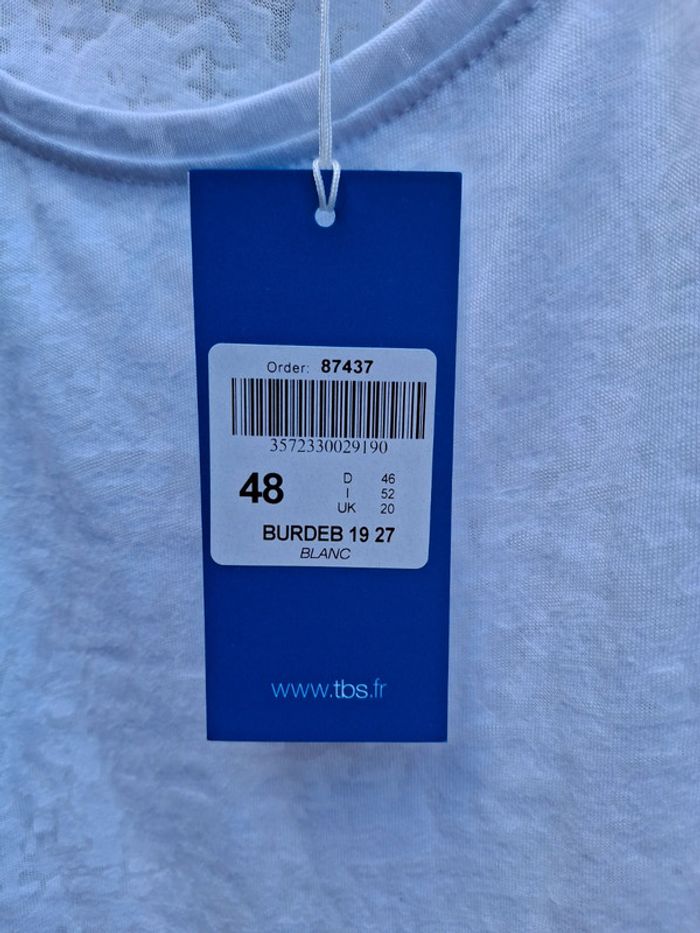 Order: 87437
3572330029190
48
D 46
I 52
UK 20
BURDEB 19 27
BLANC
www.tbs.fr